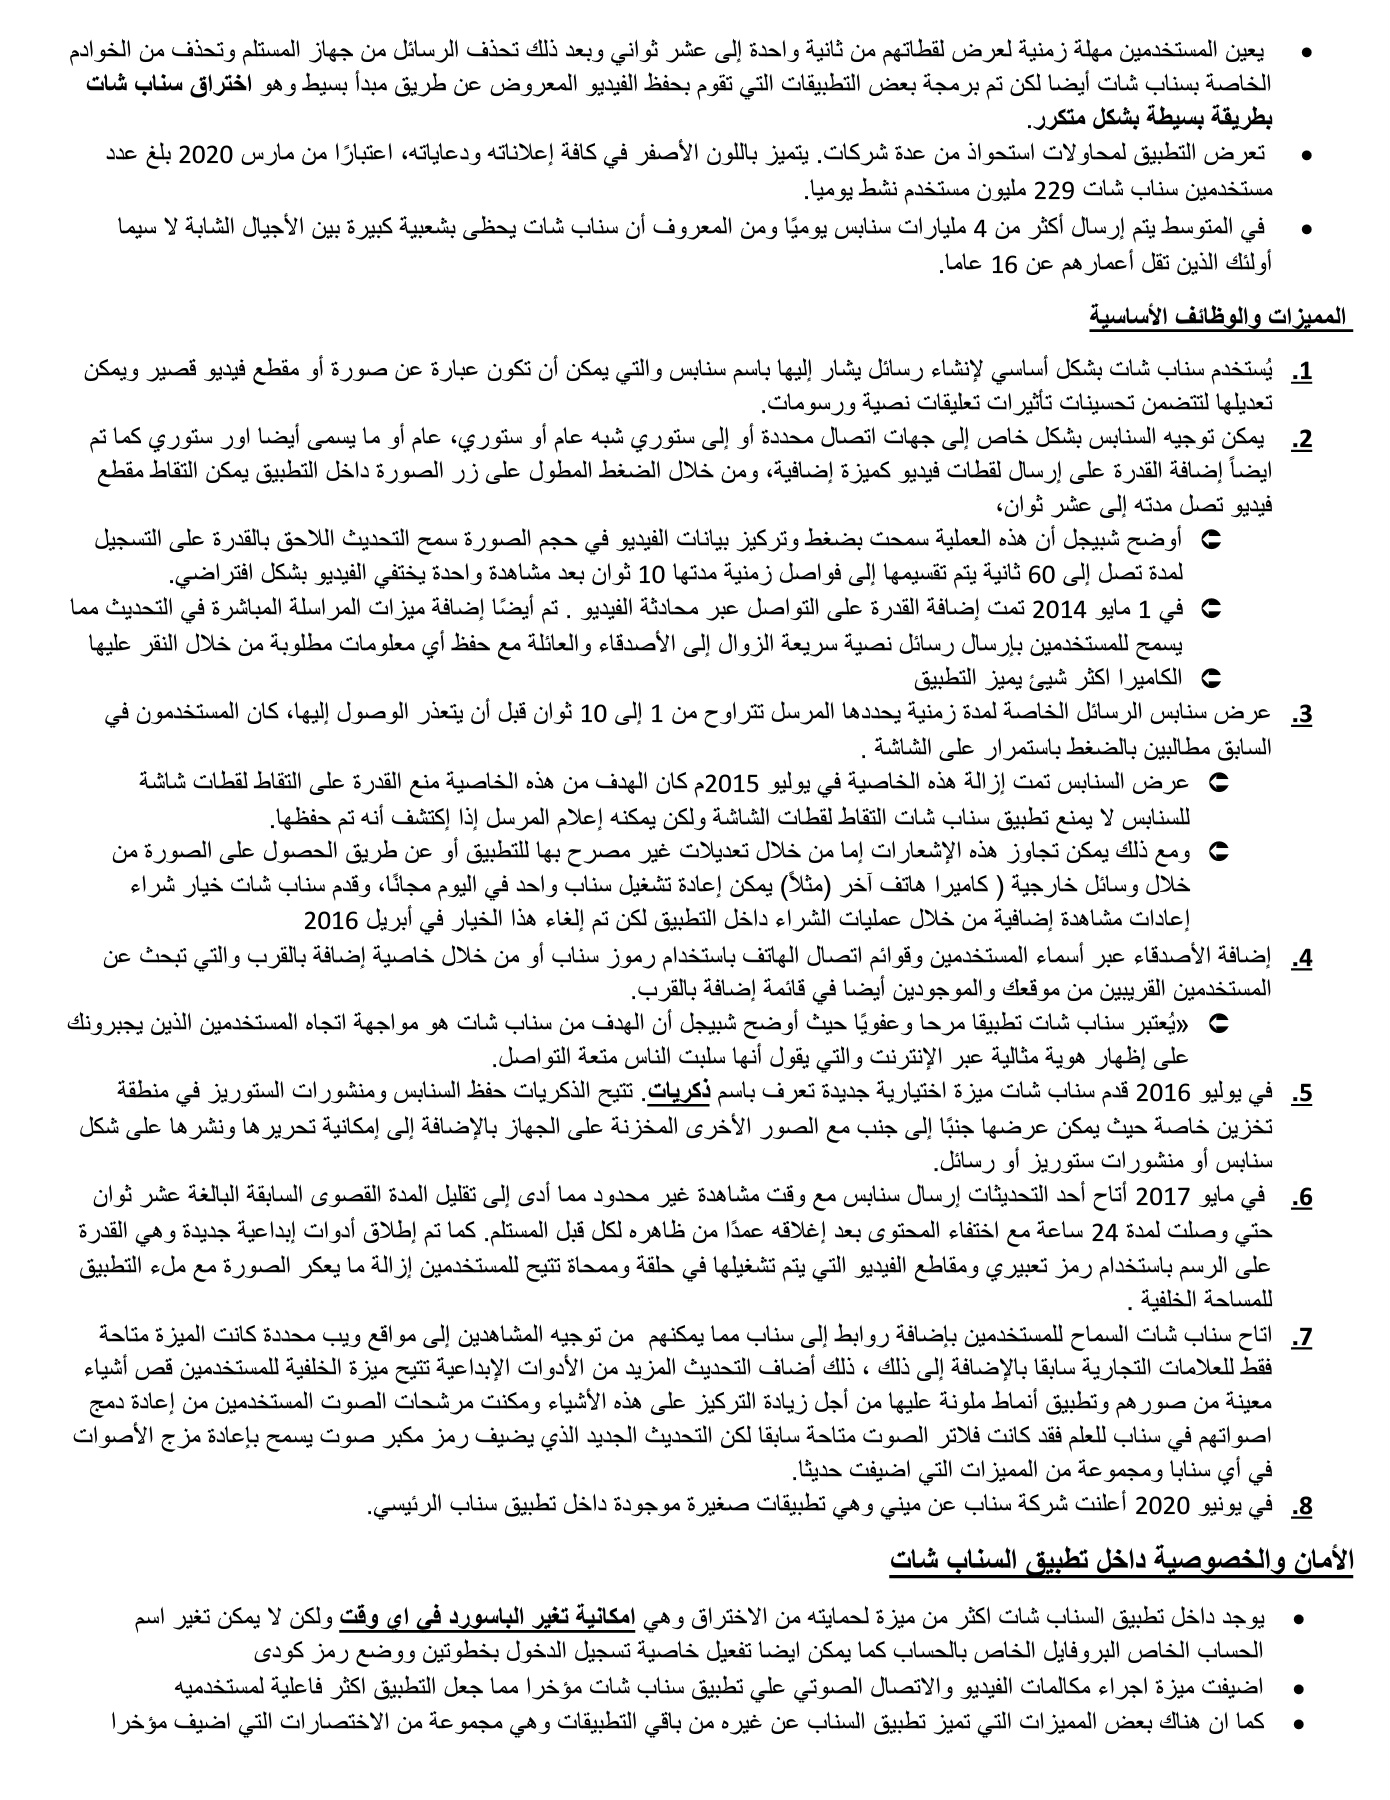 • يعين المستخدمين مهلة زمنية لعرض لقطاتهم من ثانية واحدة إلى عشر ثواني وبعد ذلك تحذف الرسائل من جهاز المستلم وتحذف من الخوادم
الخاصة بسناب شات أيضا لكن تم برمجة بعض التطبيقات التي تقوم بحفظ الفيديو المعروض عن طريق مبدأ بسيط وهو اختراق سناب شات
بطريقة بسيطة بشكل متكرر.
• تعرض التطبيق لمحاولات استحواذ من عدة شركات. يتميز باللون الأصفر في كافة إعلاناته ودعاياته، اعتبارًا من مارس 2020 بلغ عدد
مستخدمين سناب شات 229 مليون مستخدم نشط يوميا.
• في المتوسط يتم إرسال أكثر من 4 مليارات سنابس يوميًا ومن المعروف أن سناب شات يحظى بشعبية كبيرة بين الأجيال الشابة لا سيما
أولئك الذين تقل أعمارهم عن 16 عاما.
المميزات والوظائف الأساسية
1. يُستخدم سناب شات بشكل أساسي لإنشاء رسائل يشار إليها باسم سنابس والتي يمكن أن تكون عبارة عن صورة أو مقطع فيديو قصير ويمكن
تعديلها لتتضمن تحسينات تأثيرات تعليقات نصية ورسومات.
2. يمكن توجيه السنابس بشكل خاص إلى جهات اتصال محددة أو إلى ستوري شبه عام أو ستوري، عام أو ما يسمى أيضا اور ستوري كما تم
ايضاً إضافة القدرة على إرسال لقطات فيديو كميزة إضافية، ومن خلال الضغط المطول على زر الصورة داخل التطبيق يمكن التقاط مقطع
فيديو تصل مدته إلى عشر ثوان،
➲ أوضح شبيجل أن هذه العملية سمحت بضغط وتركيز بيانات الفيديو في حجم الصورة سمح التحديث اللاحق بالقدرة على التسجيل
لمدة تصل إلى 60 ثانية يتم تقسيمها إلى فواصل زمنية مدتها 10 ثوان بعد مشاهدة واحدة يختفي الفيديو بشكل افتراضي.
➲ في 1 مايو 2014 تمت إضافة القدرة على التواصل عبر محادثة الفيديو . تم أيضًا إضافة ميزات المراسلة المباشرة في التحديث مما
يسمح للمستخدمين بإرسال رسائل نصية سريعة الزوال إلى الأصدقاء والعائلة مع حفظ أي معلومات مطلوبة من خلال النقر عليها
➲ الكاميرا اكثر شيئ يميز التطبيق
3. عرض سنابس الرسائل الخاصة لمدة زمنية يحددها المرسل تتراوح من 1 إلى 10 ثوان قبل أن يتعذر الوصول إليها، كان المستخدمون في
السابق مطالبين بالضغط باستمرار على الشاشة .
➲ عرض السنابس تمت إزالة هذه الخاصية في يوليو 2015م كان الهدف من هذه الخاصية منع القدرة على التقاط لقطات شاشة
للسنابس لا يمنع تطبيق سناب شات التقاط لقطات الشاشة ولكن يمكنه إعلام المرسل إذا إكتشف أنه تم حفظها.
➲ ومع ذلك يمكن تجاوز هذه الإشعارات إما من خلال تعديلات غير مصرح بها للتطبيق أو عن طريق الحصول على الصورة من
خلال وسائل خارجية ( كاميرا هاتف آخر (مثلاً) يمكن إعادة تشغيل سناب واحد في اليوم مجانًا، وقدم سناب شات خيار شراء
إعادات مشاهدة إضافية من خلال عمليات الشراء داخل التطبيق لكن تم إلغاء هذا الخيار في أبريل 2016
4. إضافة الأصدقاء عبر أسماء المستخدمين وقوائم اتصال الهاتف باستخدام رموز سناب أو من خلال خاصية إضافة بالقرب والتي تبحث عن
المستخدمين القريبين من موقعك والموجودين أيضا في قائمة إضافة بالقرب.
➲ «يُعتبر سناب شات تطبيقا مرحا وعفويًا حيث أوضح شبيجل أن الهدف من سناب شات هو مواجهة اتجاه المستخدمين الذين يجبرونك
على إظهار هوية مثالية عبر الإنترنت والتي يقول أنها سلبت الناس متعة التواصل.
5. في يوليو 2016 قدم سناب شات ميزة اختيارية جديدة تعرف باسم ذكريات. تتيح الذكريات حفظ السنابس ومنشورات الستوريز في منطقة
تخزين خاصة حيث يمكن عرضها جنبًا إلى جنب مع الصور الأخرى المخزنة على الجهاز بالإضافة إلى إمكانية تحريرها ونشرها على شكل
سنابس أو منشورات ستوريز أو رسائل.
6. في مايو 2017 أتاح أحد التحديثات إرسال سنابس مع وقت مشاهدة غير محدود مما أدى إلى تقليل المدة القصوى السابقة البالغة عشر ثوان
حتي وصلت لمدة 24 ساعة مع اختفاء المحتوى بعد إغلاقه عمدًا من ظاهره لكل قبل المستلم. كما تم إطلاق أدوات إبداعية جديدة وهي القدرة
على الرسم باستخدام رمز تعبيري ومقاطع الفيديو التي يتم تشغيلها في حلقة وممحاة تتيح للمستخدمين إزالة ما يعكر الصورة مع ملء التطبيق
للمساحة الخلفية .
7. اتاح سناب شات السماح للمستخدمين بإضافة روابط إلى سناب مما يمكنهم من توجيه المشاهدين إلى مواقع ويب محددة كانت الميزة متاحة
فقط للعلامات التجارية سابقا بالإضافة إلى ذلك ، ذلك أضاف التحديث المزيد من الأدوات الإبداعية تتيح ميزة الخلفية للمستخدمين قص أشياء
معينة من صورهم وتطبيق أنماط ملونة عليها من أجل زيادة التركيز على هذه الأشياء ومكنت مرشحات الصوت المستخدمين من إعادة دمج
اصواتهم في سناب للعلم فقد كانت فلاتر الصوت متاحة سابقا لكن التحديث الجديد الذي يضيف رمز مكبر صوت يسمح بإعادة مزج الأصوات
في أي سنابا ومجموعة من المميزات التي اضيفت حديثا.
8. في يونيو 2020 أعلنت شركة سناب عن ميني وهي تطبيقات صغيرة موجودة داخل تطبيق سناب الرئيسي.
الأمان والخصوصية داخل تطبيق السناب شات
• يوجد داخل تطبيق السناب شات اكثر من ميزة لحمايته من الاختراق وهي امكانية تغير الباسورد في اي وقت ولكن لا يمكن تغير اسم
الحساب الخاص البروفايل الخاص بالحساب كما يمكن ايضا تفعيل خاصية تسجيل الدخول بخطوتين ووضع رمز كودى
• اضيفت ميزة اجراء مكالمات الفيديو والاتصال الصوتي علي تطبيق سناب شات مؤخرا مما جعل التطبيق اكثر فاعلية لمستخدميه
• كما ان هناك بعض المميزات التي تميز تطبيق السناب عن غيره من باقي التطبيقات وهي مجموعة من الاختصارات التي اضيف مؤخرا